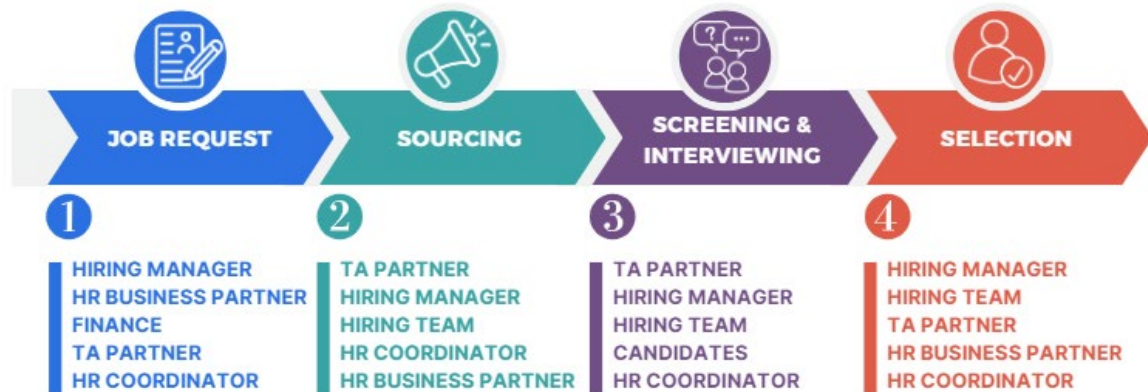 JOB REQUEST
SOURCING
SCREENING &
INTERVIEWING
SELECTION
1
HIRING MANAGER
HR BUSINESS PARTNER
FINANCE
TA PARTNER
HR COORDINATOR
2
TA PARTNER
HIRING MANAGER
HIRING TEAM
HR COORDINATOR
HR BUSINESS PARTNER
3
TA PARTNER
HIRING MANAGER
HIRING TEAM
CANDIDATES
HR COORDINATOR
4
HIRING MANAGER
HIRING TEAM
TA PARTNER
HR BUSINESS PARTNER
HR COORDINATOR